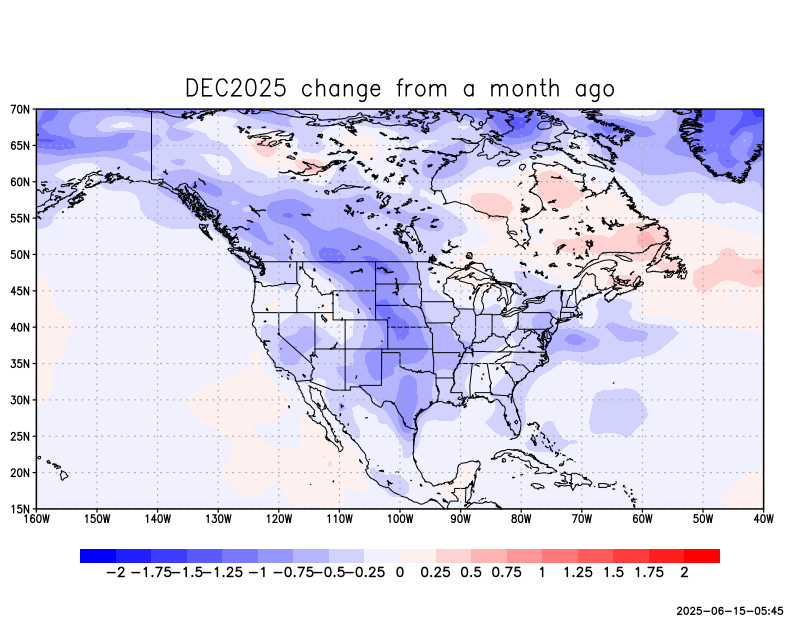 DEC2025 change from a month ago
70N
65N
60N
55N
50N
45N
40N
35N
30N
25N
20N
15N
160W 150W 140W 130W 120W 110W 100W 90W 80W 70W 60W 50W 40W
−2 −1.75 −1.5 −1.25 −1 −0.75 −0.5 −0.25 0 0.25 0.5 0.75 1 1.25 1.5 1.75 2
2025-06-15-05:45